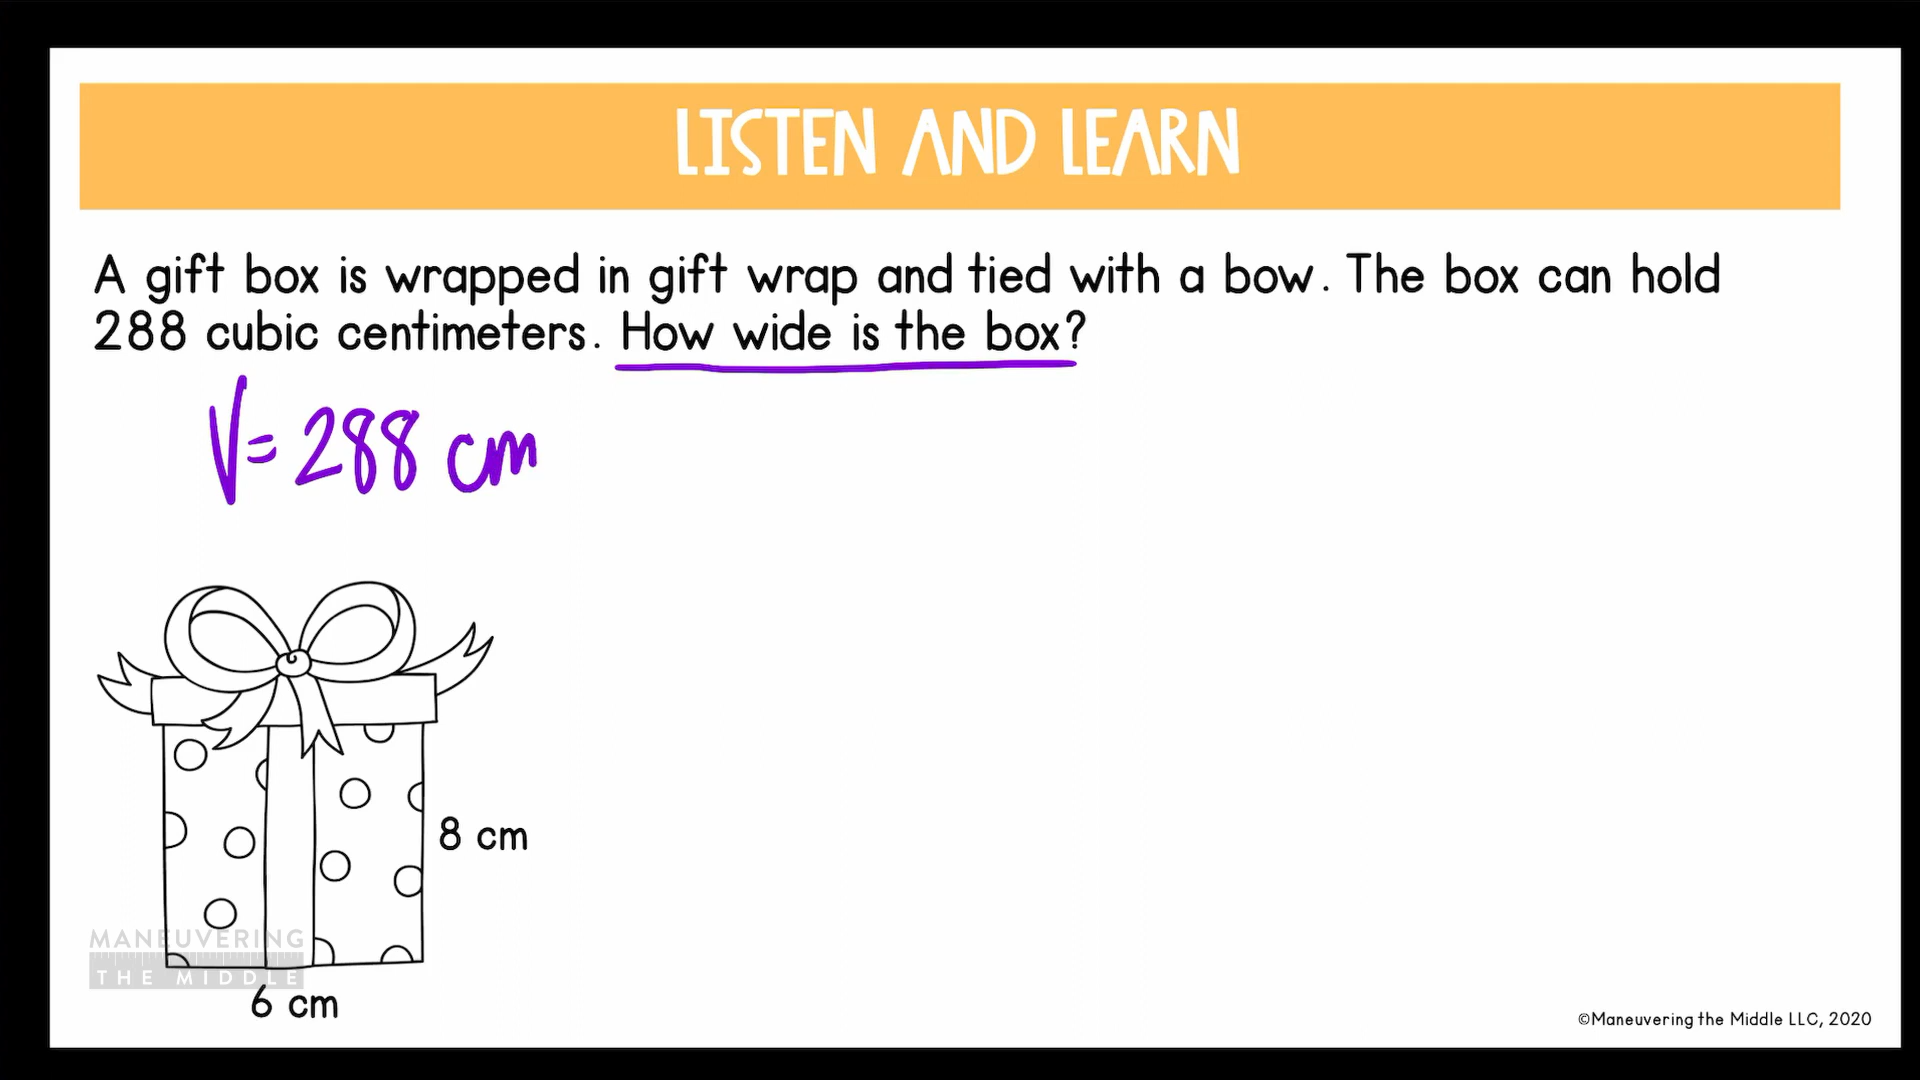 LISTEN AND LEARN
A gift box is wrapped in gift wrap and tied with a bow. The box can hold
288 cubic centimeters. How wide is the box?
V= 288 cm
8 cm
MANEUVERING
THE MIDDLE
6 cm
©Maneuvering the Middle LLC, 2020